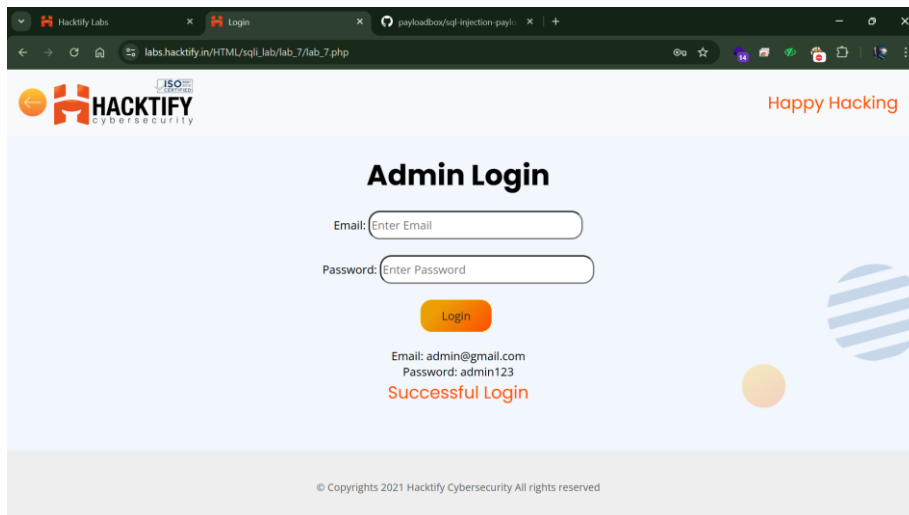 Hacktify Labs
Login
payloadbox/sql-injection-paylo
labs.hacktify.in/HTML/sqli_lab/lab_7/lab_7.php
14
ISO
CERTIFIED
HACKTIFY
cybersecurity
Happy Hacking
Admin Login
Email: Enter Email
Password: Enter Password
Login
Email: admin@gmail.com
Password: admin123
Successful Login
© Copyrights 2021 Hacktify Cybersecurity All rights reserved